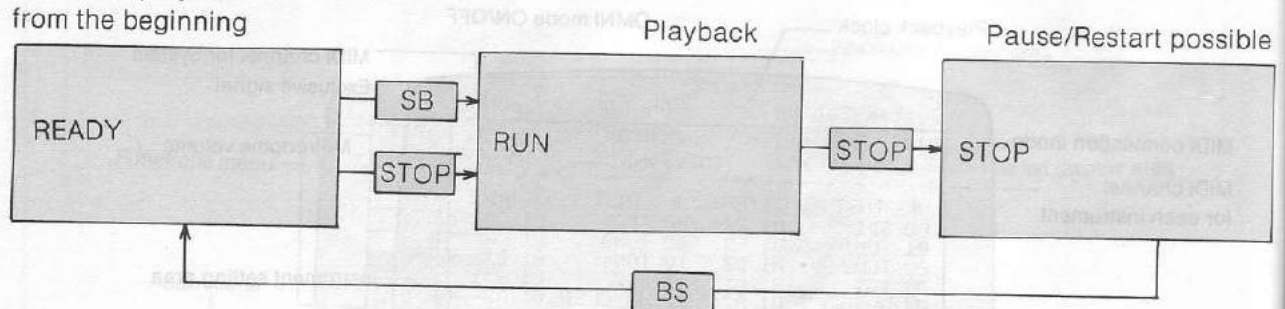 from the beginning
Playback
Pause/Restart possible
READY
SB
STOP
RUN
STOP
STOP
BS